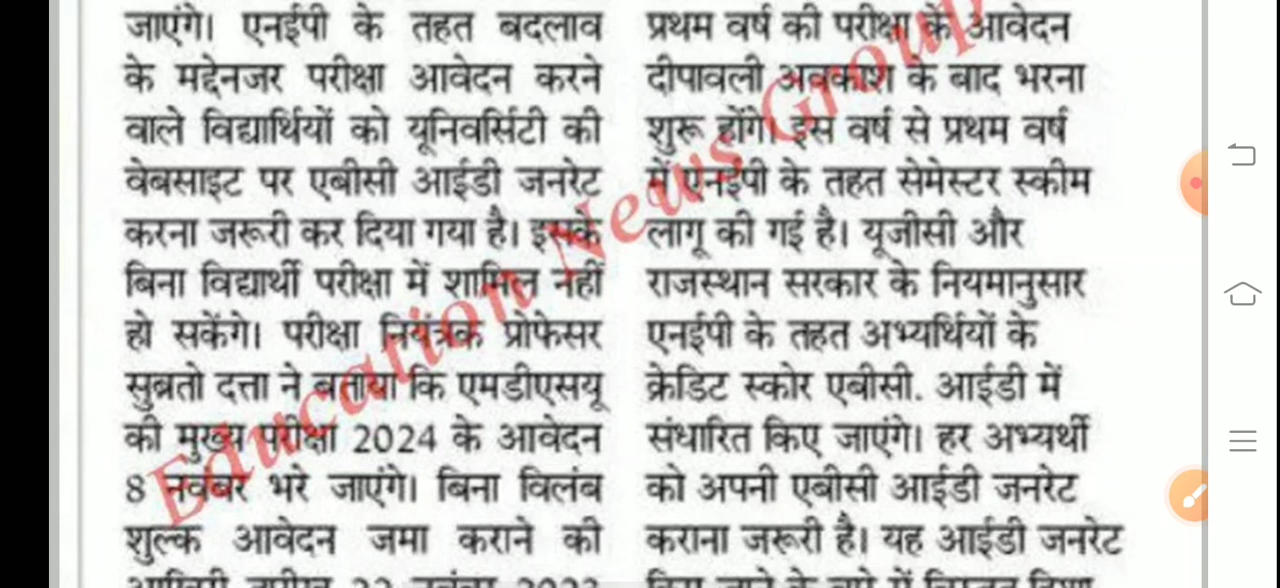 जाएंगे। एनईपी के तहत बदलाव
के मद्देनजर परीक्षा आवेदन करने
वाले विद्यार्थियों को यूनिवर्सिटी की
वेबसाइट पर एबीसी आईडी जनरेट
करना जरूरी कर दिया गया है। इसके
बिना विद्यार्थी परीक्षा में शामिल नहीं
हो सकेंगे। परीक्षा नियंत्रक प्रोफेसर
सुब्रतो दत्ता ने बताया कि एमडीएसयू
की मुख्य परीक्षा 2024 के आवेदन
8 नवंबर भरे जाएंगे। बिना विलंब
शुल्क आवेदन जमा कराने की
प्रथम वर्ष की परीक्षा के आवेदन
दीपावली अवकाश के बाद भरना
शुरू होंगे। इस वर्ष से प्रथम वर्ष
में एनईपी के तहत सेमेस्टर स्कीम
लागू की गई है। यूजीसी और
राजस्थान सरकार के नियमानुसार
एनईपी के तहत अभ्यर्थियों के
क्रेडिट स्कोर एबीसी. आईडी में
संधारित किए जाएंगे। हर अभ्यर्थी
को अपनी एबीसी आईडी जनरेट
कराना जरूरी है। यह आईडी जनरेट
Education News Group